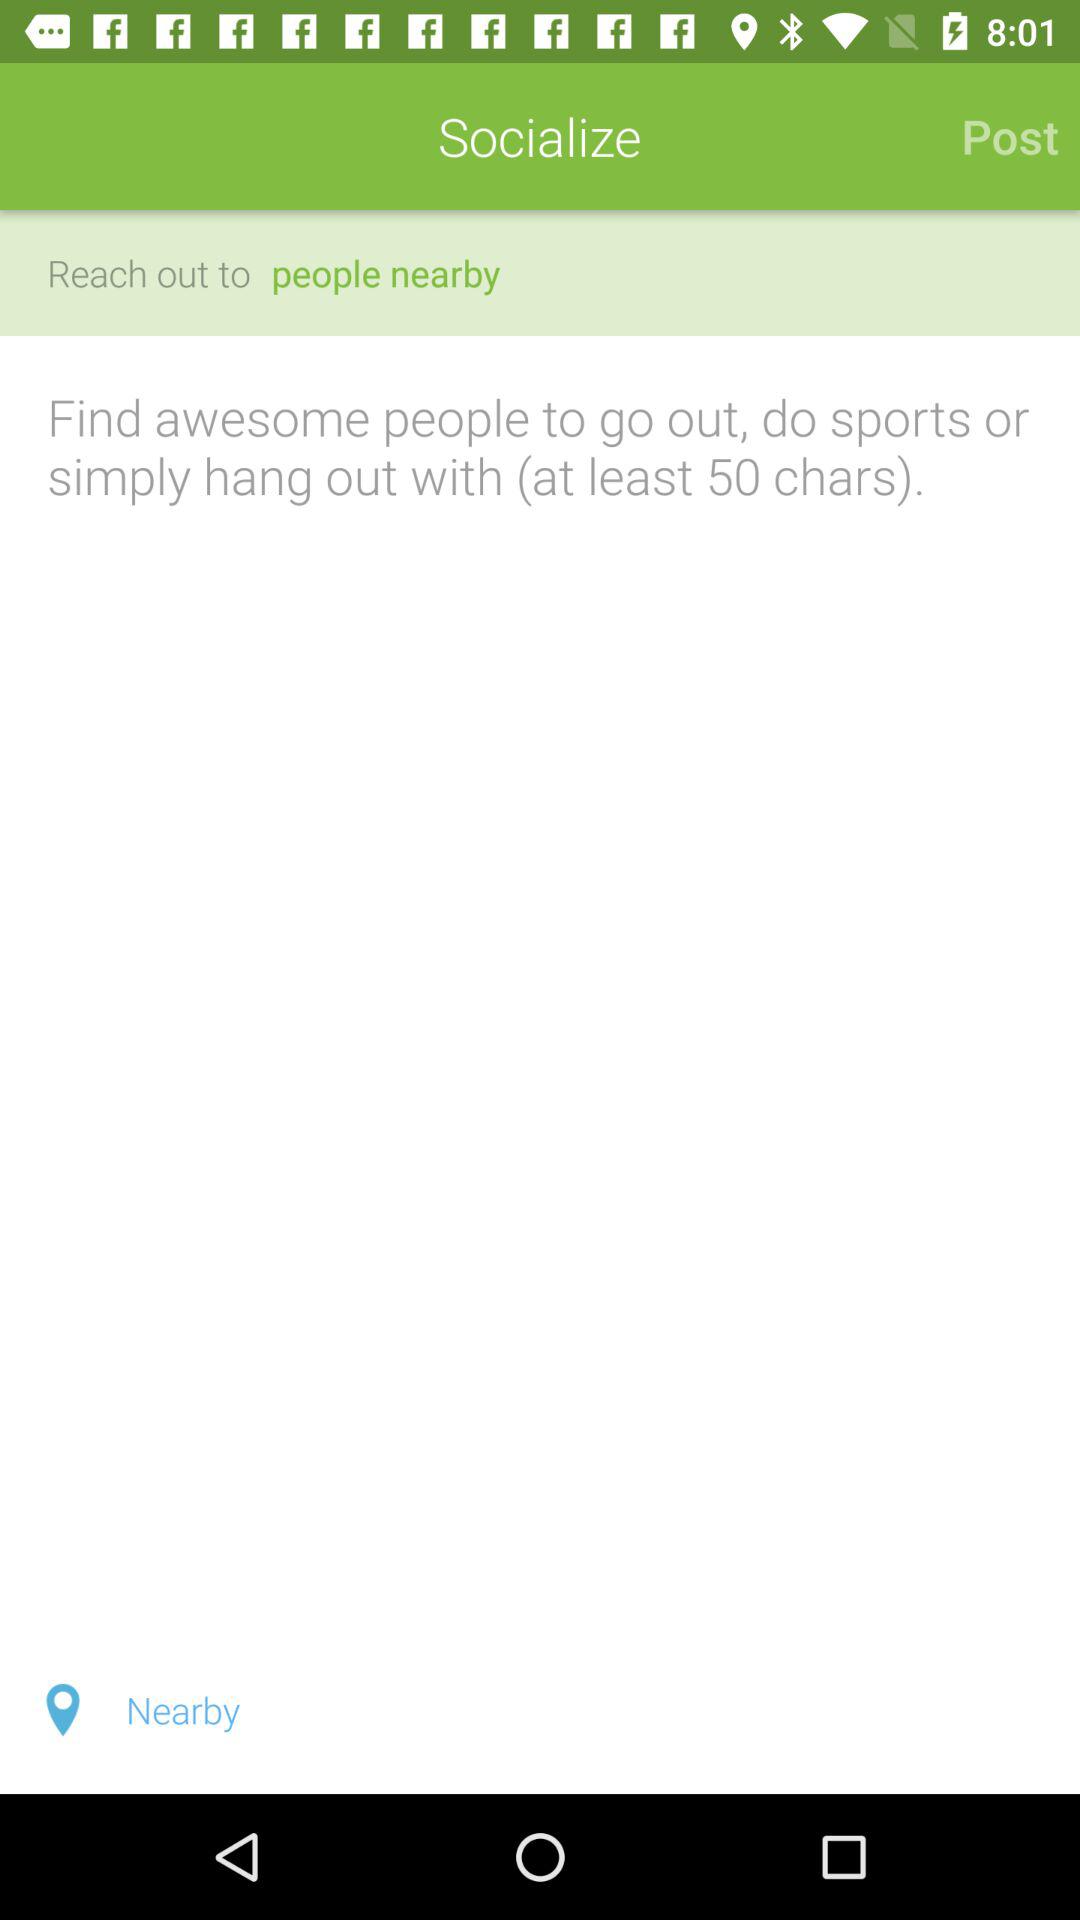 8:01
Socialize
Post
Reach out to people nearby
Find awesome people to go out, do sports or
simply hang out with (at least 50 chars).
Nearby